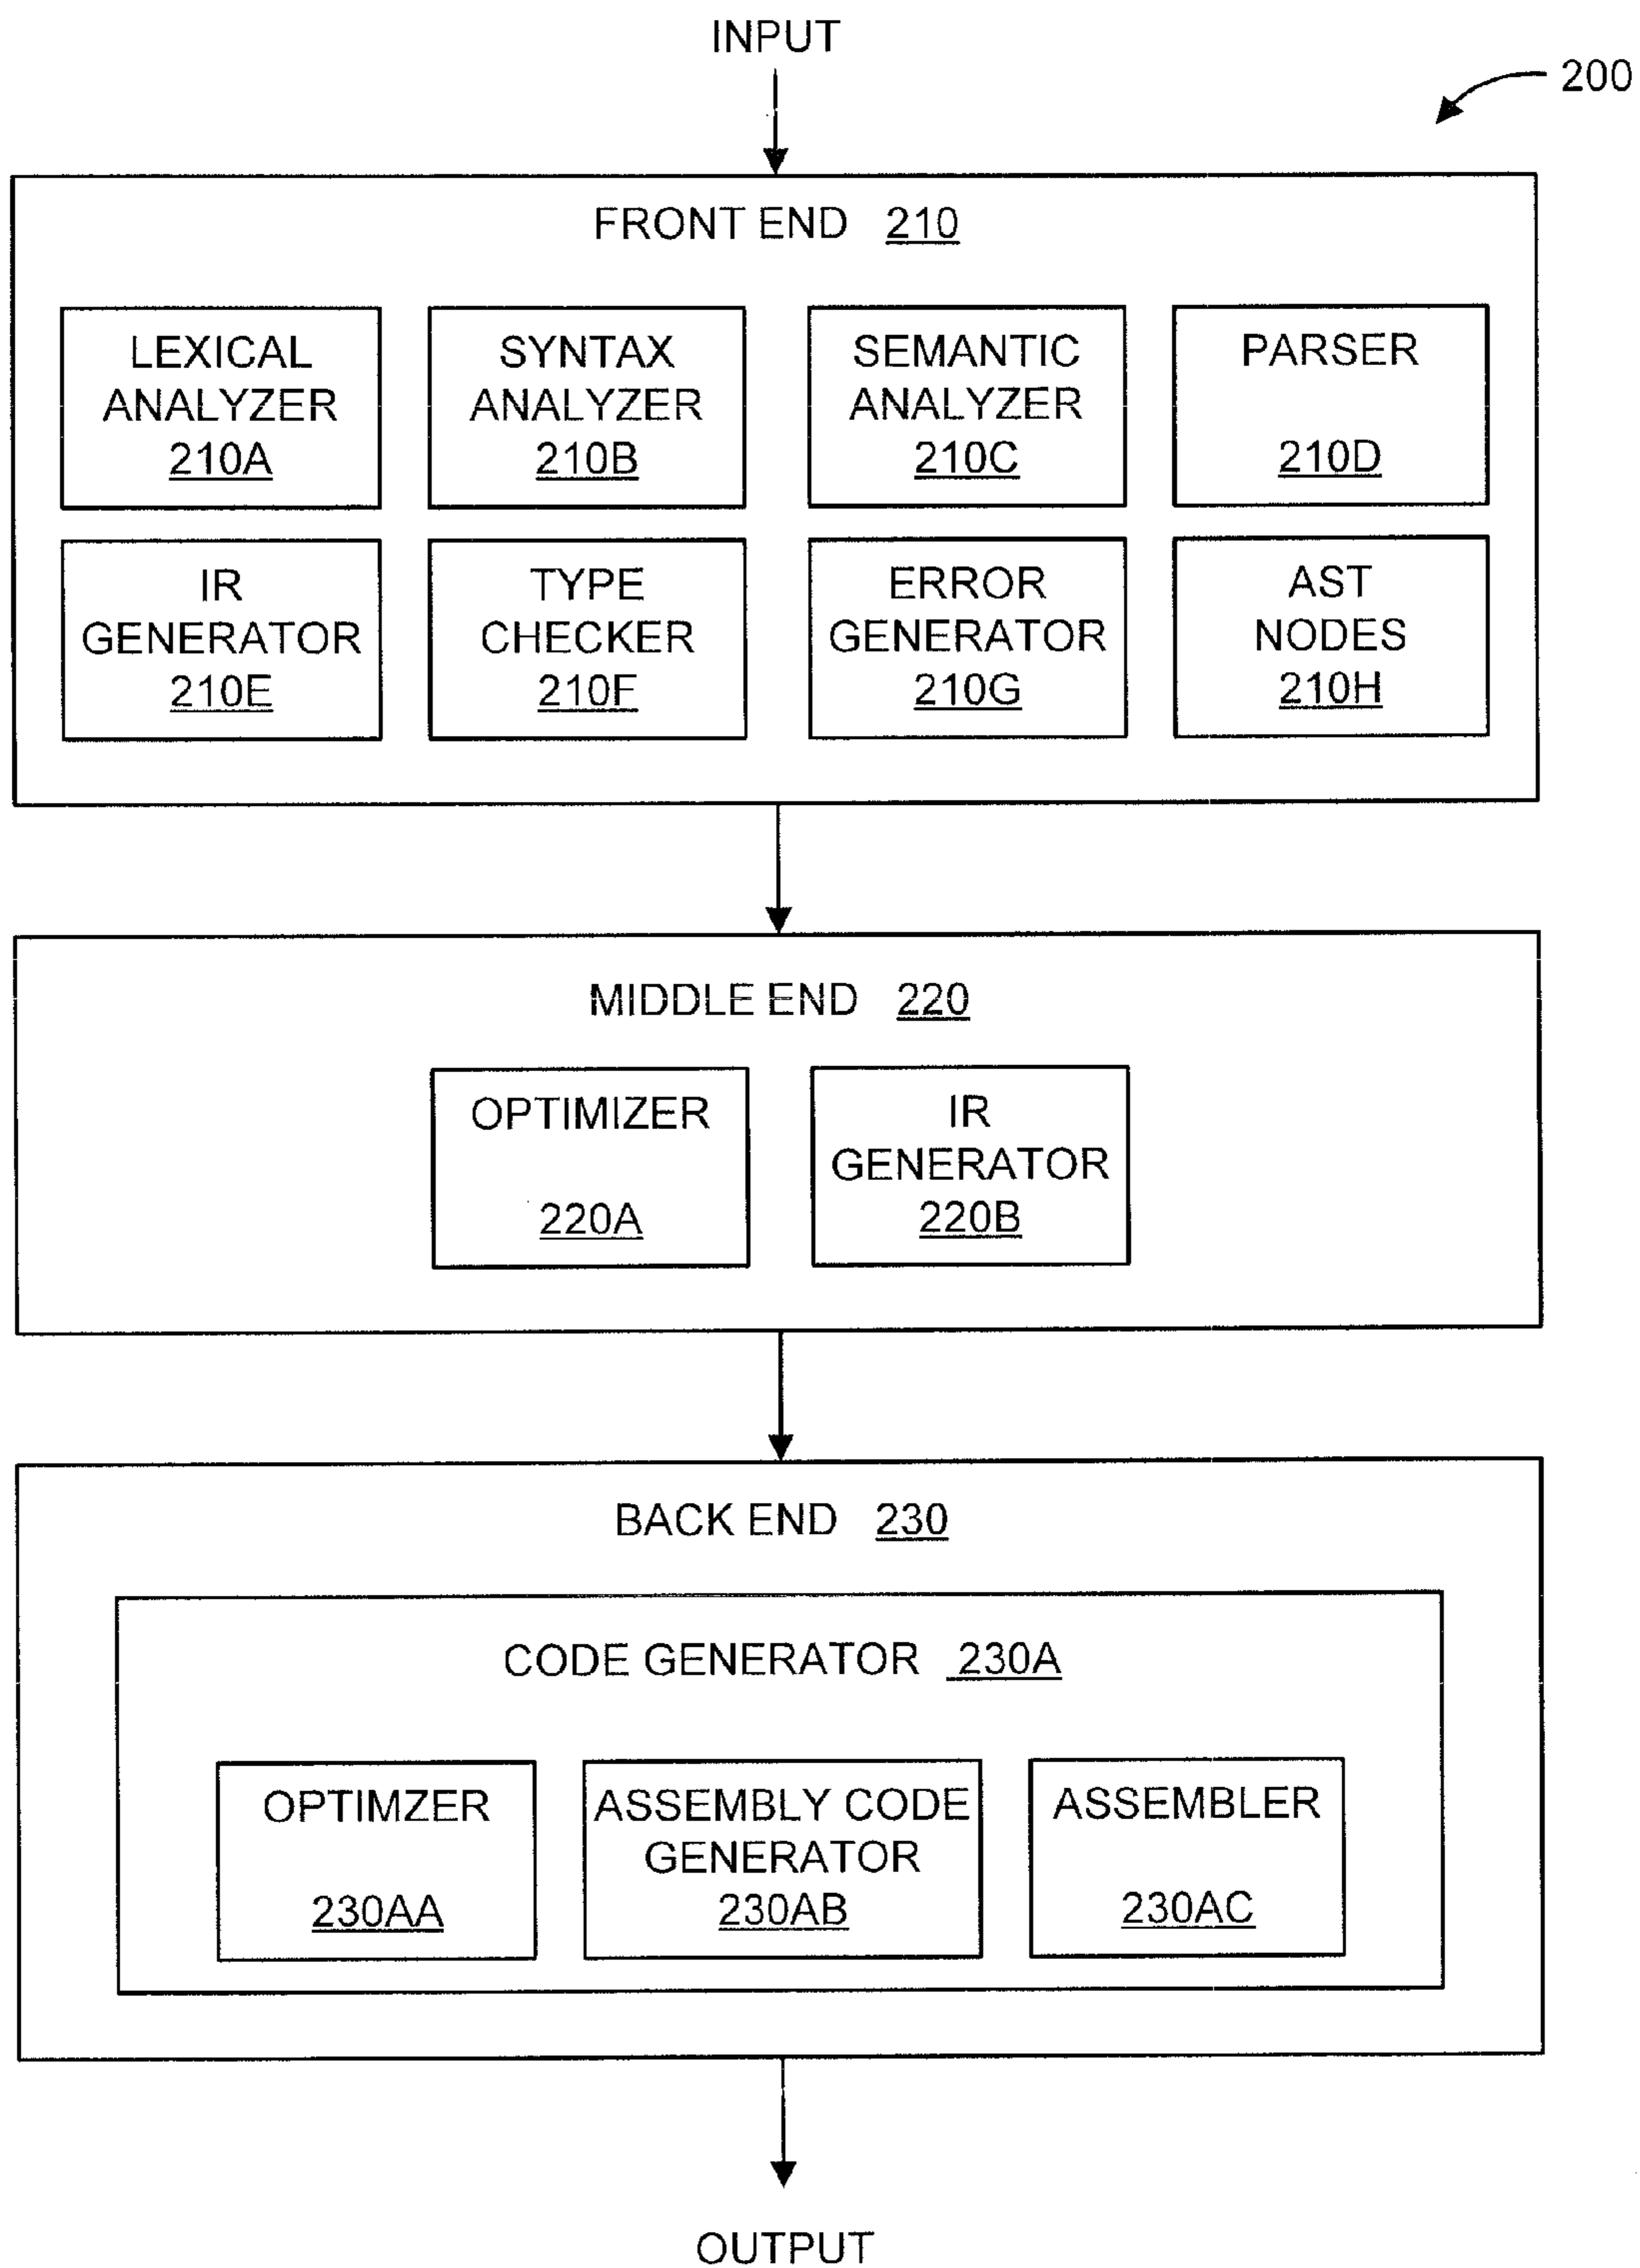 INPUT
200
FRONT END 210
LEXICAL
ANALYZER
210A
SYNTAX
ANALYZER
210B
SEMANTIC
ANALYZER
210C
PARSER
210D
IR
GENERATOR
210E
TYPE
CHECKER
210F
ERROR
GENERATOR
210G
AST
NODES
210H
MIDDLE END 220
OPTIMIZER
220A
IR
GENERATOR
220B
BACK END 230
CODE GENERATOR 230A
OPTIMZER
230AA
ASSEMBLY CODE
GENERATOR
230AB
ASSEMBLER
230AC
OUTPUT